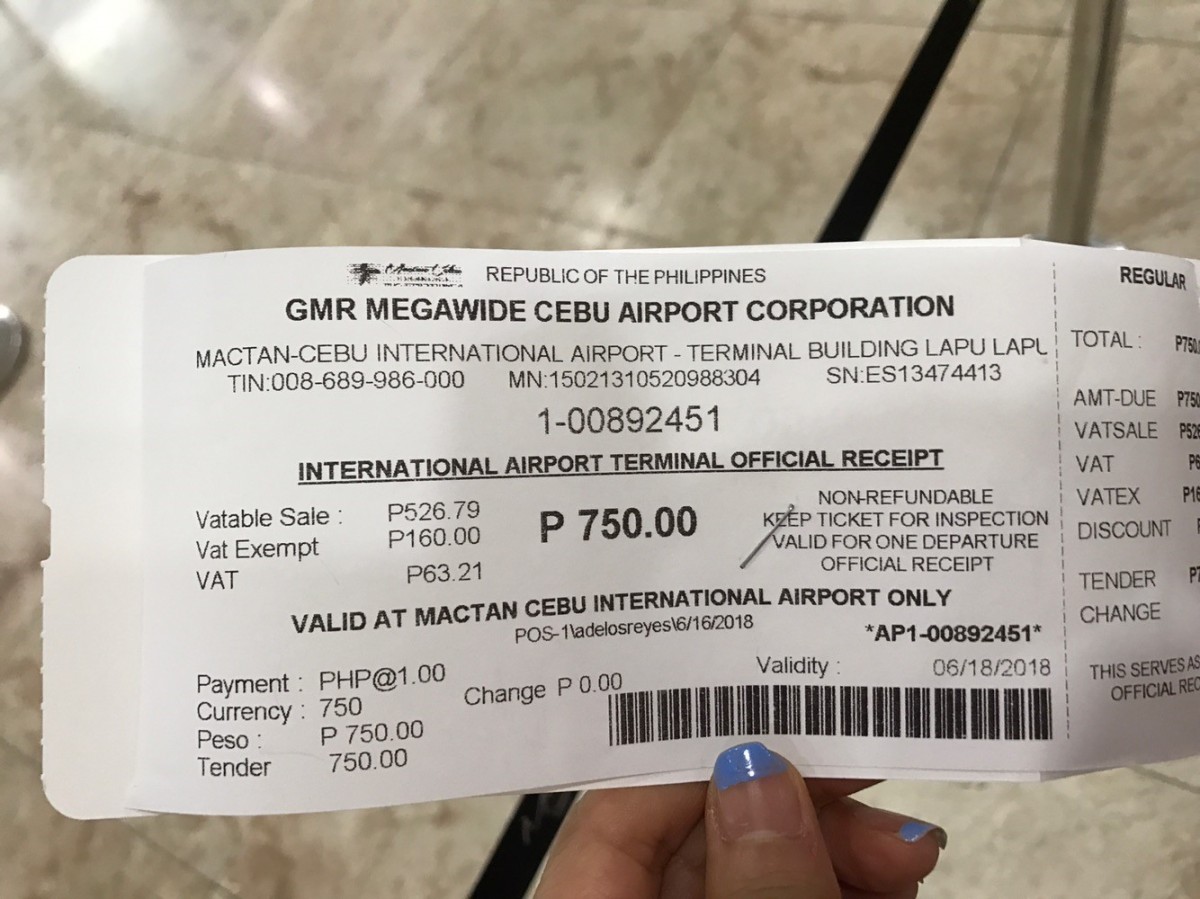 REPUBLIC OF THE PHILIPPINES
GMR MEGAWIDE CEBU AIRPORT CORPORATION
MACTAN-CEBU INTERNATIONAL AIRPORT - TERMINAL BUILDING LAPU LAPU
TIN:008-689-986-000 MN:15021310520988304 SN:ES13474413
1-00892451
INTERNATIONAL AIRPORT TERMINAL OFFICIAL RECEIPT
Vatable Sale : P526.79
Vat Exempt P160.00
VAT P63.21
P 750.00
NON-REFUNDABLE
KEEP TICKET FOR INSPECTION
VALID FOR ONE DEPARTURE
OFFICIAL RECEIPT
VALID AT MACTAN CEBU INTERNATIONAL AIRPORT ONLY
POS-1\adelosreyes\6/16/2018
*AP1-00892451*
Validity : 06/18/2018
Payment : PHP@1.00
Currency : 750
Peso : P 750.00
Tender 750.00
Change P 0.00
REGULAR
TOTAL :
AMT-DUE
VATSALE
VAT
VATEX
DISCOUNT
TENDER
CHANGE
THIS SERVES AS
OFFICIAL